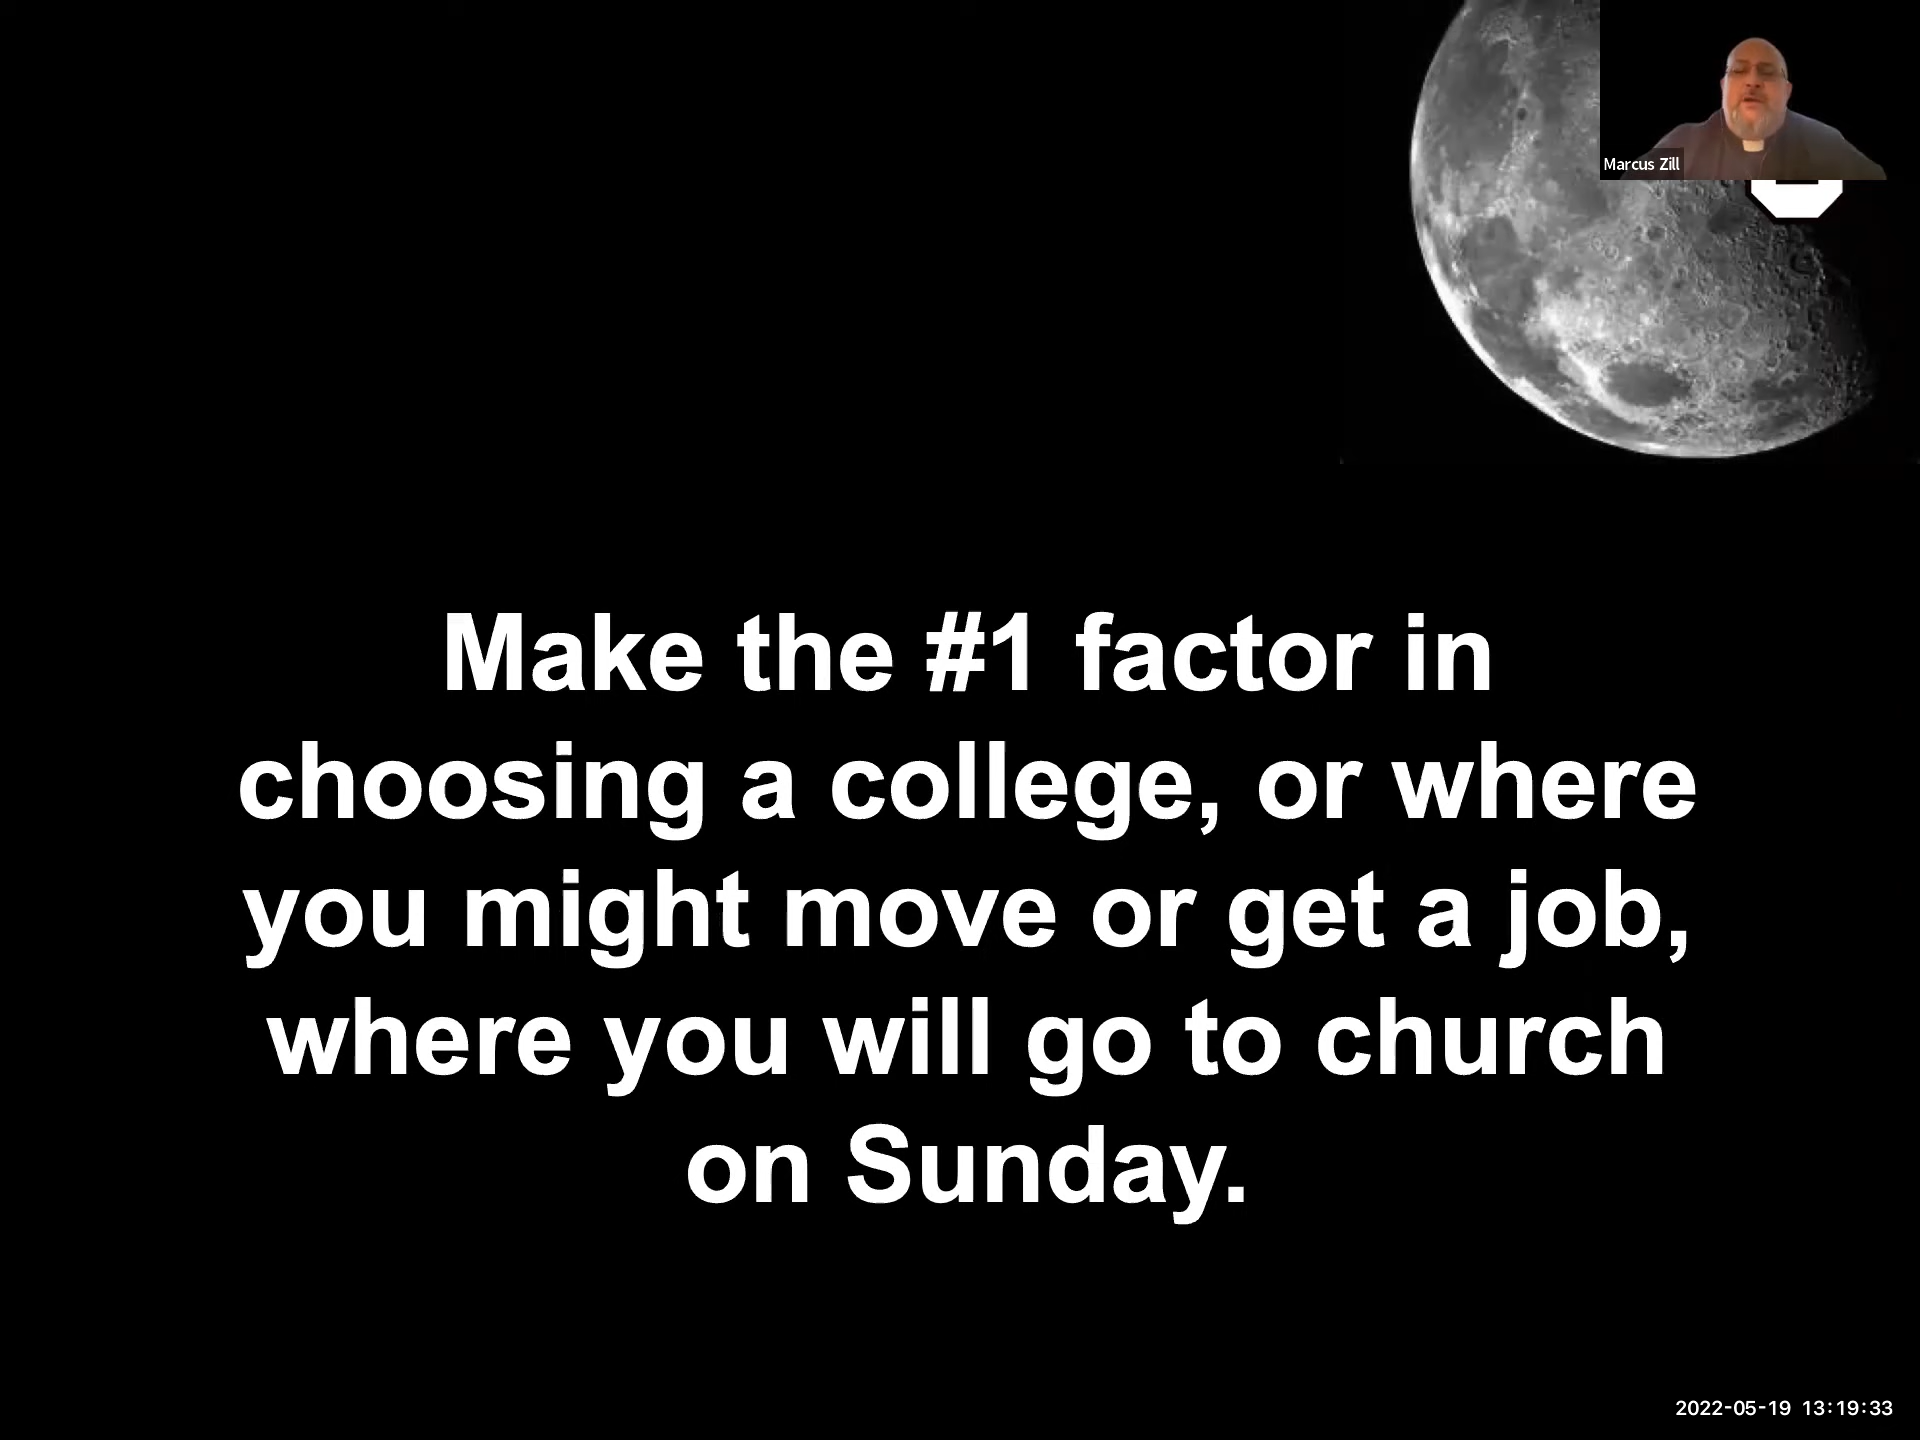 Marcus Zill
Make the #1 factor in
choosing a college, or where
you might move or get a job,
where you will go to church
on Sunday.
2022-05-19 13:19:33